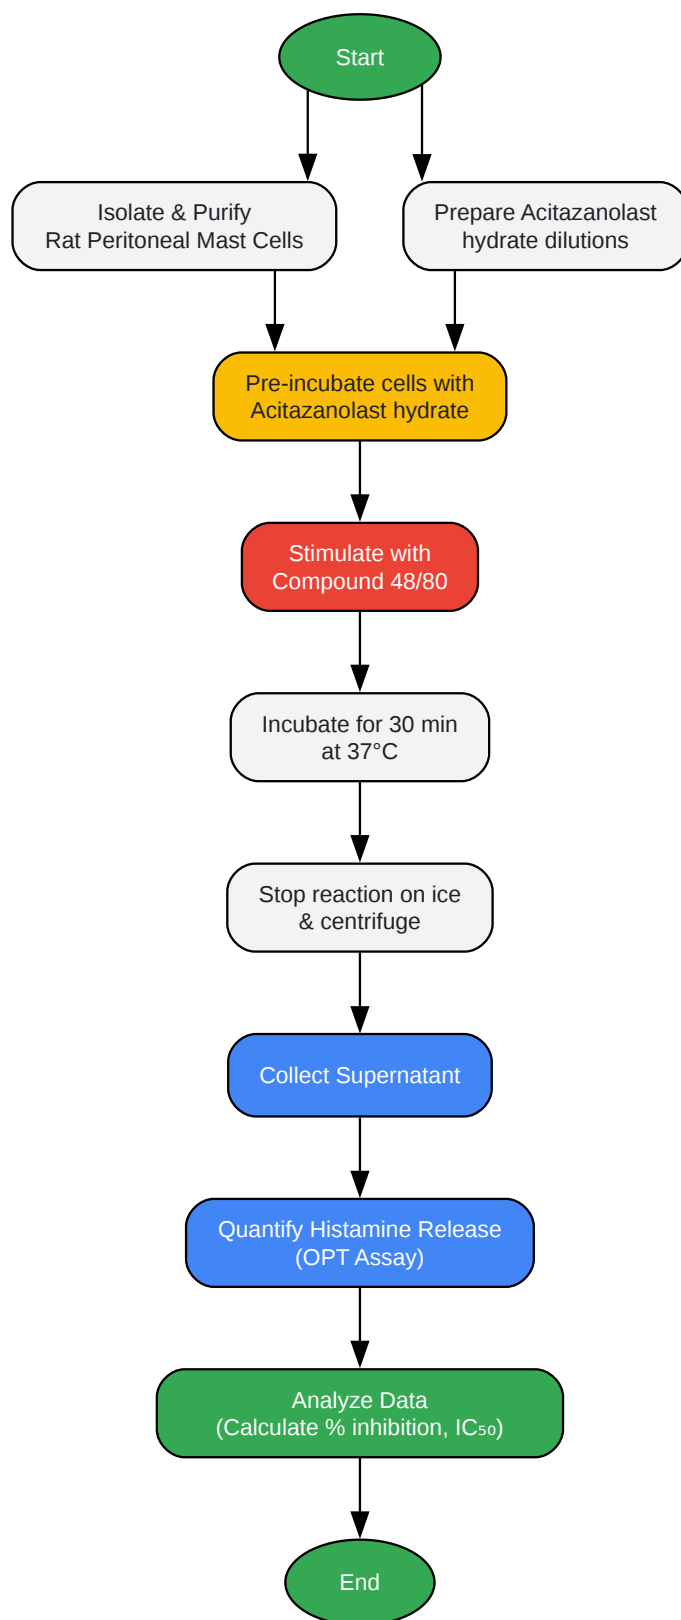 Start
Isolate & Purify
Rat Peritoneal Mast Cells
Prepare Acitazanolast
hydrate dilutions
Pre-incubate cells with
Acitazanolast hydrate
Stimulate with
Compound 48/80
Incubate for 30 min
at 37°C
Stop reaction on ice
& centrifuge
Collect Supernatant
Quantify Histamine Release
(OPT Assay)
Analyze Data
(Calculate % inhibition, IC₅₀)
End